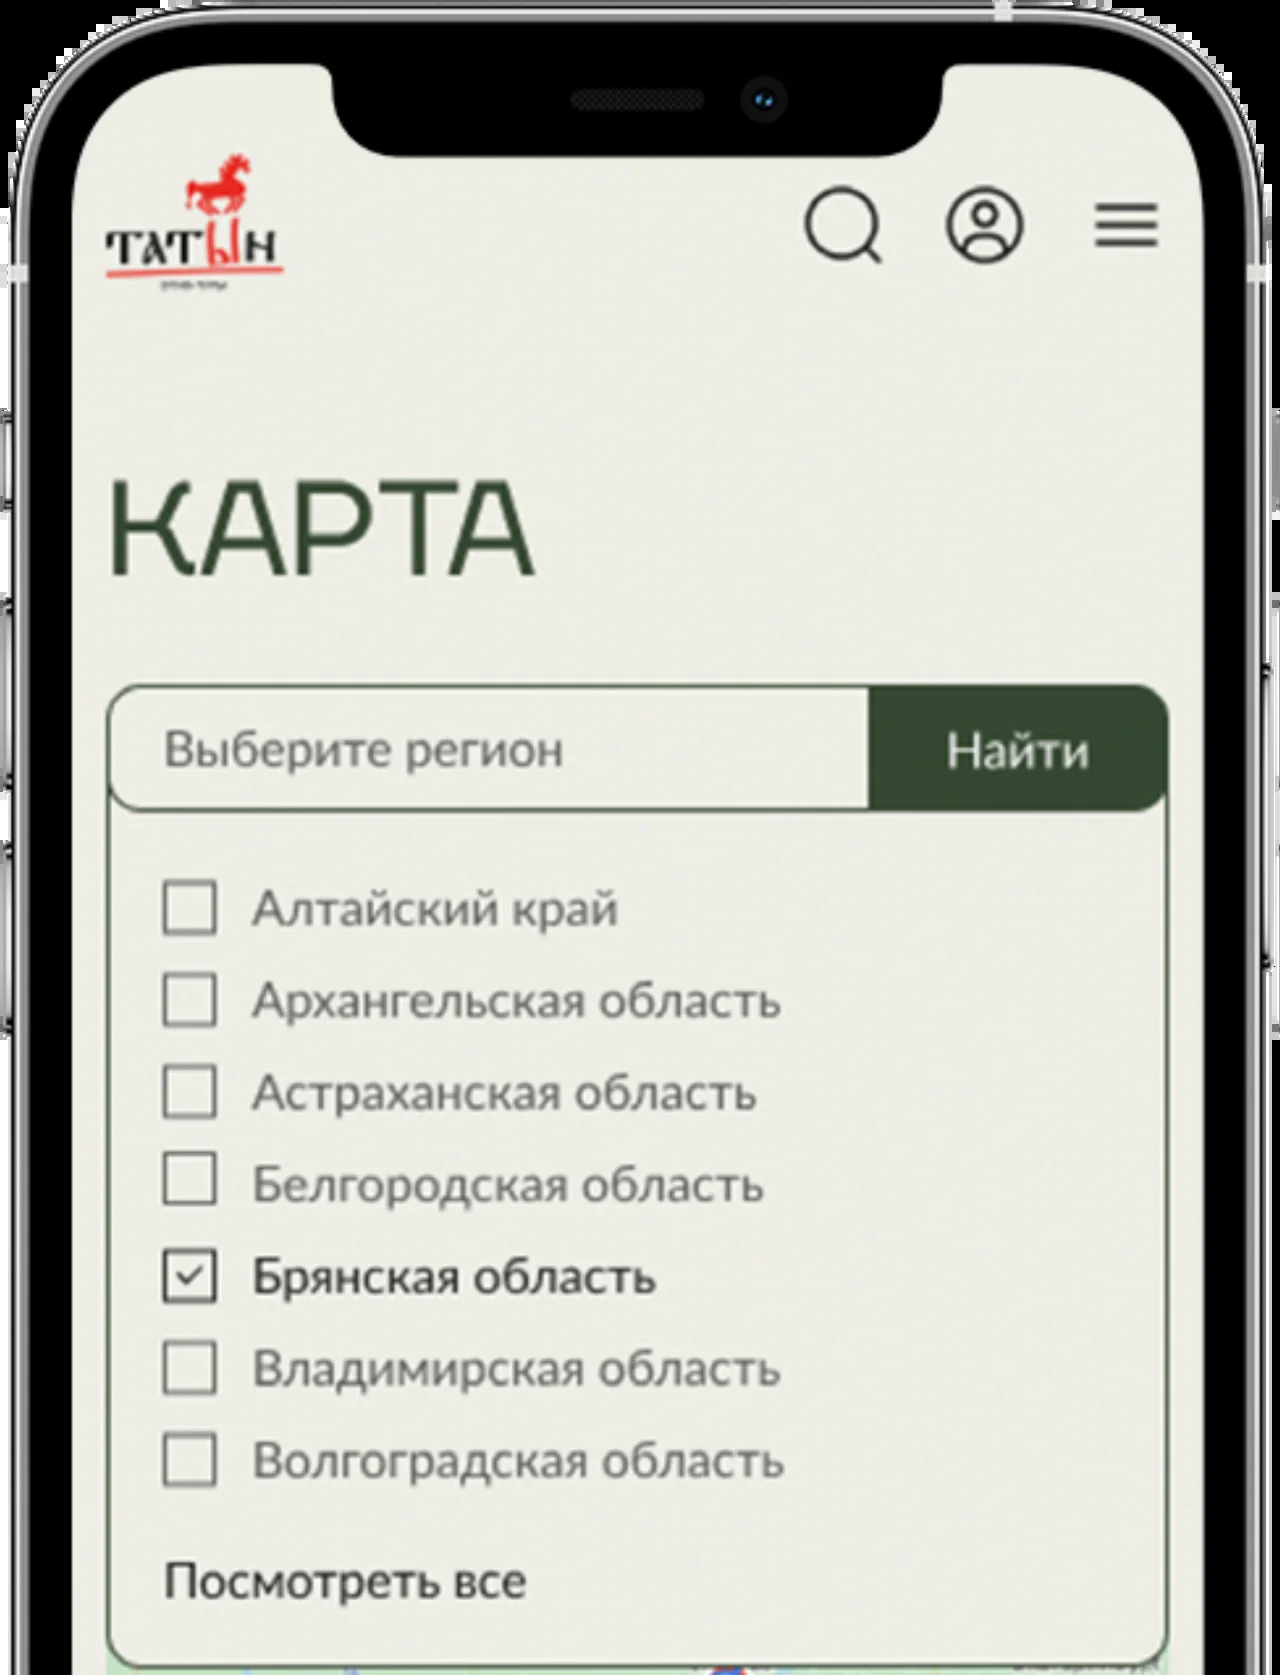 ТАТЫН
КАРТА
Выберите регион
Найти
Алтайский край
Архангельская область
Астраханская область
Белгородская область
Брянская область
Владимирская область
Волгоградская область
Посмотреть все